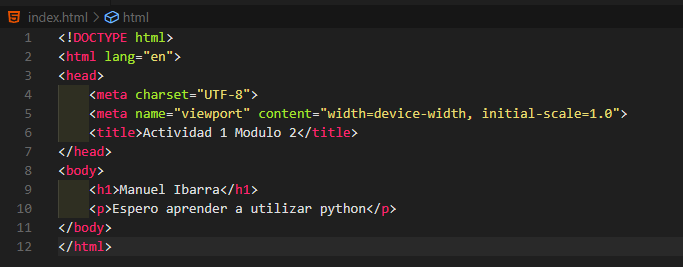 index.html > html
1 <!DOCTYPE html>
2 <html lang="en">
3 <head>
4     <meta charset="UTF-8">
5     <meta name="viewport" content="width=device-width, initial-scale=1.0">
6     <title>Actividad 1 Modulo 2</title>
7 </head>
8 <body>
9     <h1>Manuel Ibarra</h1>
10     <p>Espero aprender a utilizar python</p>
11 </body>
12 </html>